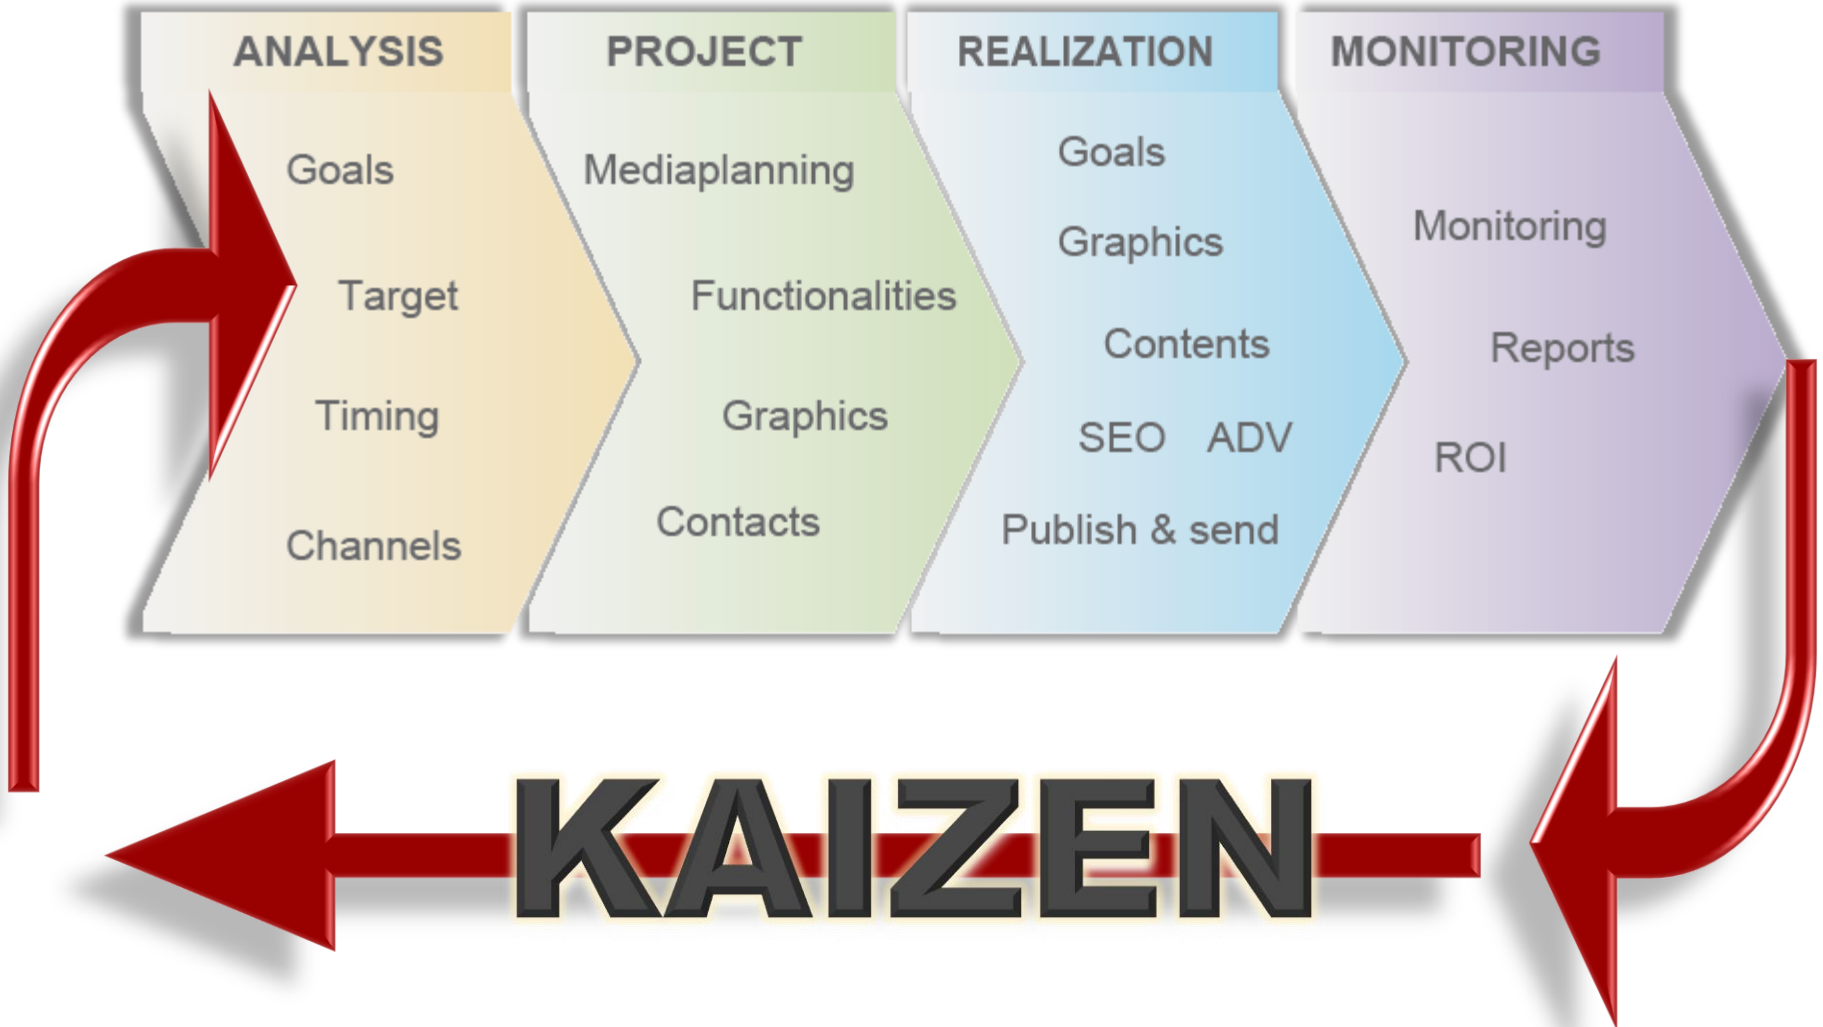 ANALYSIS
Goals
Target
Timing
Channels
PROJECT
Mediaplanning
Functionalities
Graphics
Contacts
REALIZATION
Goals
Graphics
Contents
SEO ADV
Publish & send
MONITORING
Monitoring
Reports
ROI
KAIZEN